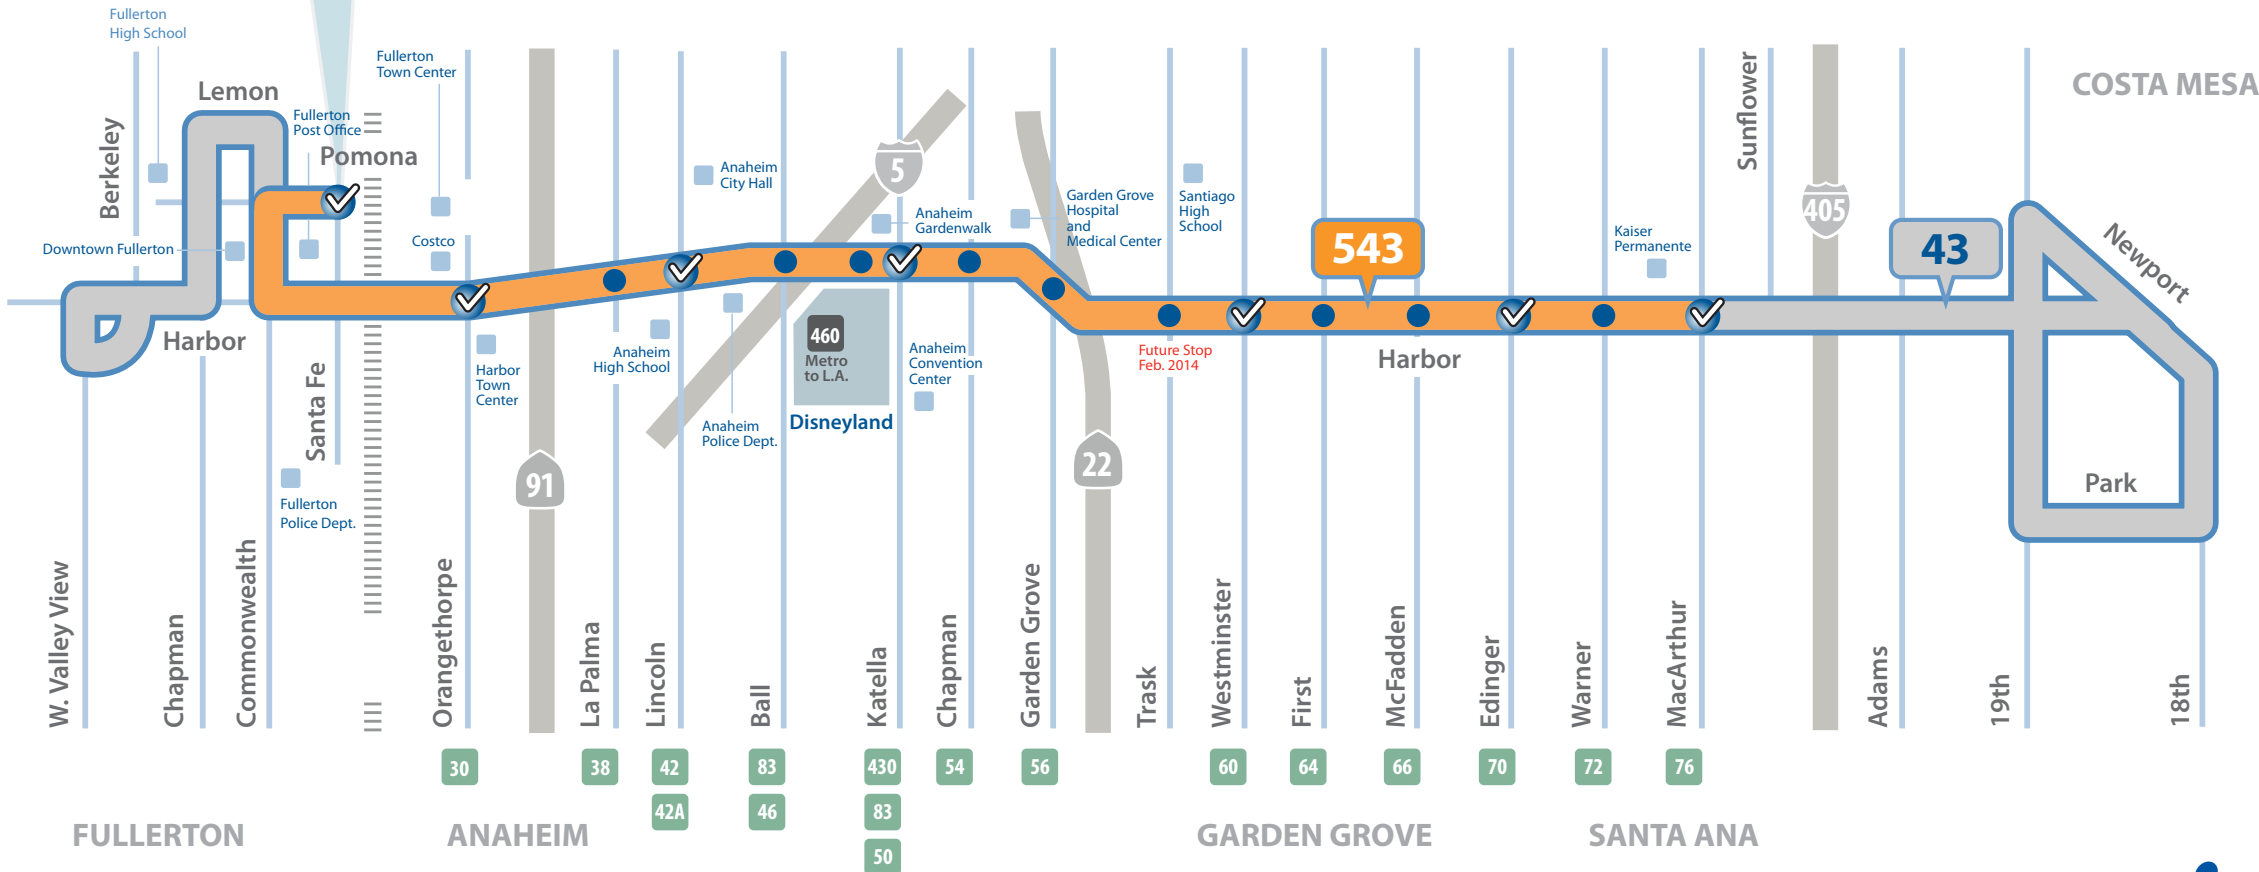 Fullerton
High School
Fullerton
Town Center
Lemon
Fullerton
Post Office
Pomona
Berkeley
Downtown Fullerton
Costco
Harbor
Santa Fe
Fullerton
Police Dept.
Harbor
Town
Center
91
Anaheim
City Hall
Anaheim
High School
Anaheim
Police Dept.
5
Anaheim
Gardenwalk
460
Metro
to L.A.
Disneyland
Anaheim
Convention
Center
Garden Grove
Hospital
and
Medical Center
22
Santiago
High
School
Future Stop
Feb. 2014
543
Harbor
Kaiser
Permanente
Sunflower
405
43
COSTA MESA
Newport
Park
W. Valley View
Chapman
Commonwealth
Orangethorpe
La Palma
Lincoln
Ball
Katella
Chapman
Garden Grove
Trask
Westminster
First
McFadden
Edinger
Warner
MacArthur
Adams
19th
18th
30
38
42
83
430
54
56
60
64
66
70
72
76
42A
46
83
50
FULLERTON
ANAHEIM
GARDEN GROVE
SANTA ANA